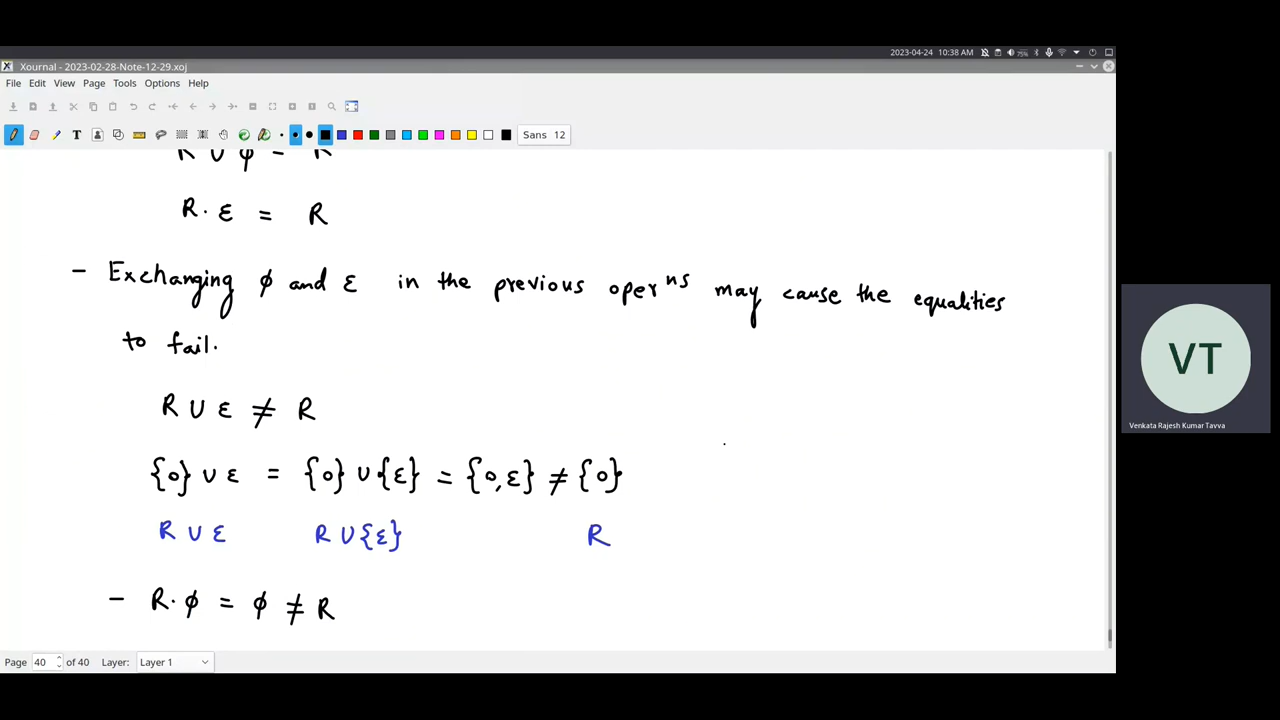 2023-04-24 10:38 AM
Xournal - 2023-02-28-Note-12-29.xoj
File Edit View Page Tools Options Help
Sans 12
R ∪ ϕ = R
R. ε = R
- Exchanging ϕ and ε in the previous oper ns may cause the equalities
to fail.
R ∪ ε ≠ R
{0} ∪ ε = {0} ∪ {ε} = {0, ε} ≠ {0}
R ∪ ε R ∪ {ε} R
- R. ϕ = ϕ ≠ R
VT
Venkata Rajesh Kumar Tavva
Page 40 of 40 Layer: Layer 1